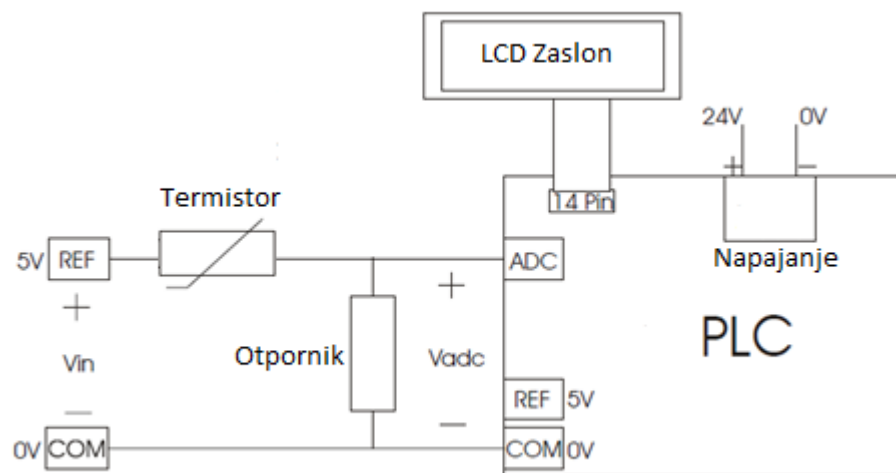 LCD Zaslon
24V 0V
+ −
14 Pin
Termistor
Napajanje
5V REF
ADC
+
+
PLC
Otpornik
Vin
Vadc
REF 5V
−
−
0V COM
COM 0V